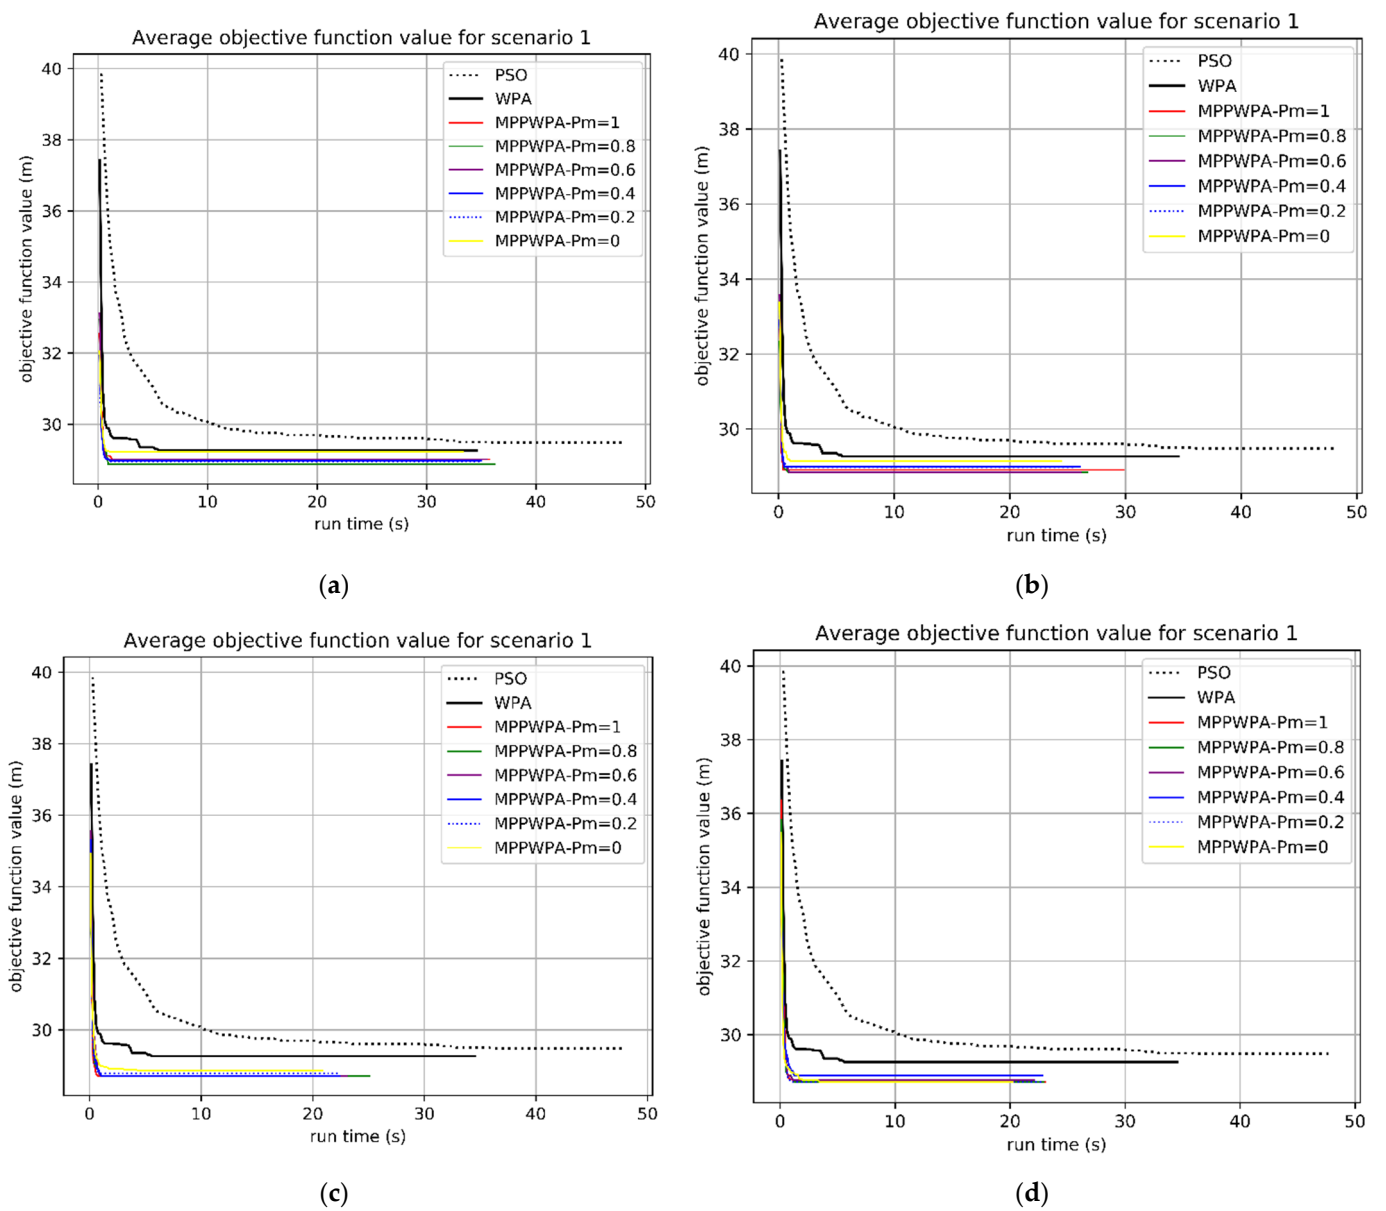 Average objective function value for scenario 1
objective function value (m)
40
38
36
34
32
30
PSO
WPA
MPPWPA-Pm=1
MPPWPA-Pm=0.8
MPPWPA-Pm=0.6
MPPWPA-Pm=0.4
MPPWPA-Pm=0.2
MPPWPA-Pm=0
0 10 20 30 40 50
run time (s)
(a)
Average objective function value for scenario 1
objective function value (m)
40
38
36
34
32
30
PSO
WPA
MPPWPA-Pm=1
MPPWPA-Pm=0.8
MPPWPA-Pm=0.6
MPPWPA-Pm=0.4
MPPWPA-Pm=0.2
MPPWPA-Pm=0
0 10 20 30 40 50
run time (s)
(b)
Average objective function value for scenario 1
objective function value (m)
40
38
36
34
32
30
PSO
WPA
MPPWPA-Pm=1
MPPWPA-Pm=0.8
MPPWPA-Pm=0.6
MPPWPA-Pm=0.4
MPPWPA-Pm=0.2
MPPWPA-Pm=0
0 10 20 30 40 50
run time (s)
(c)
Average objective function value for scenario 1
objective function value (m)
40
38
36
34
32
30
PSO
WPA
MPPWPA-Pm=1
MPPWPA-Pm=0.8
MPPWPA-Pm=0.6
MPPWPA-Pm=0.4
MPPWPA-Pm=0.2
MPPWPA-Pm=0
0 10 20 30 40 50
run time (s)
(d)